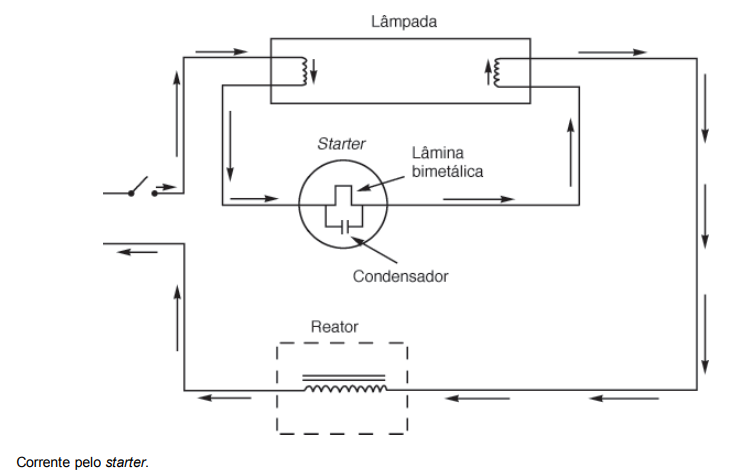 Lâmpada
Starter
Lâmina
bimetálica
Condensador
Reator
Corrente pelo starter.